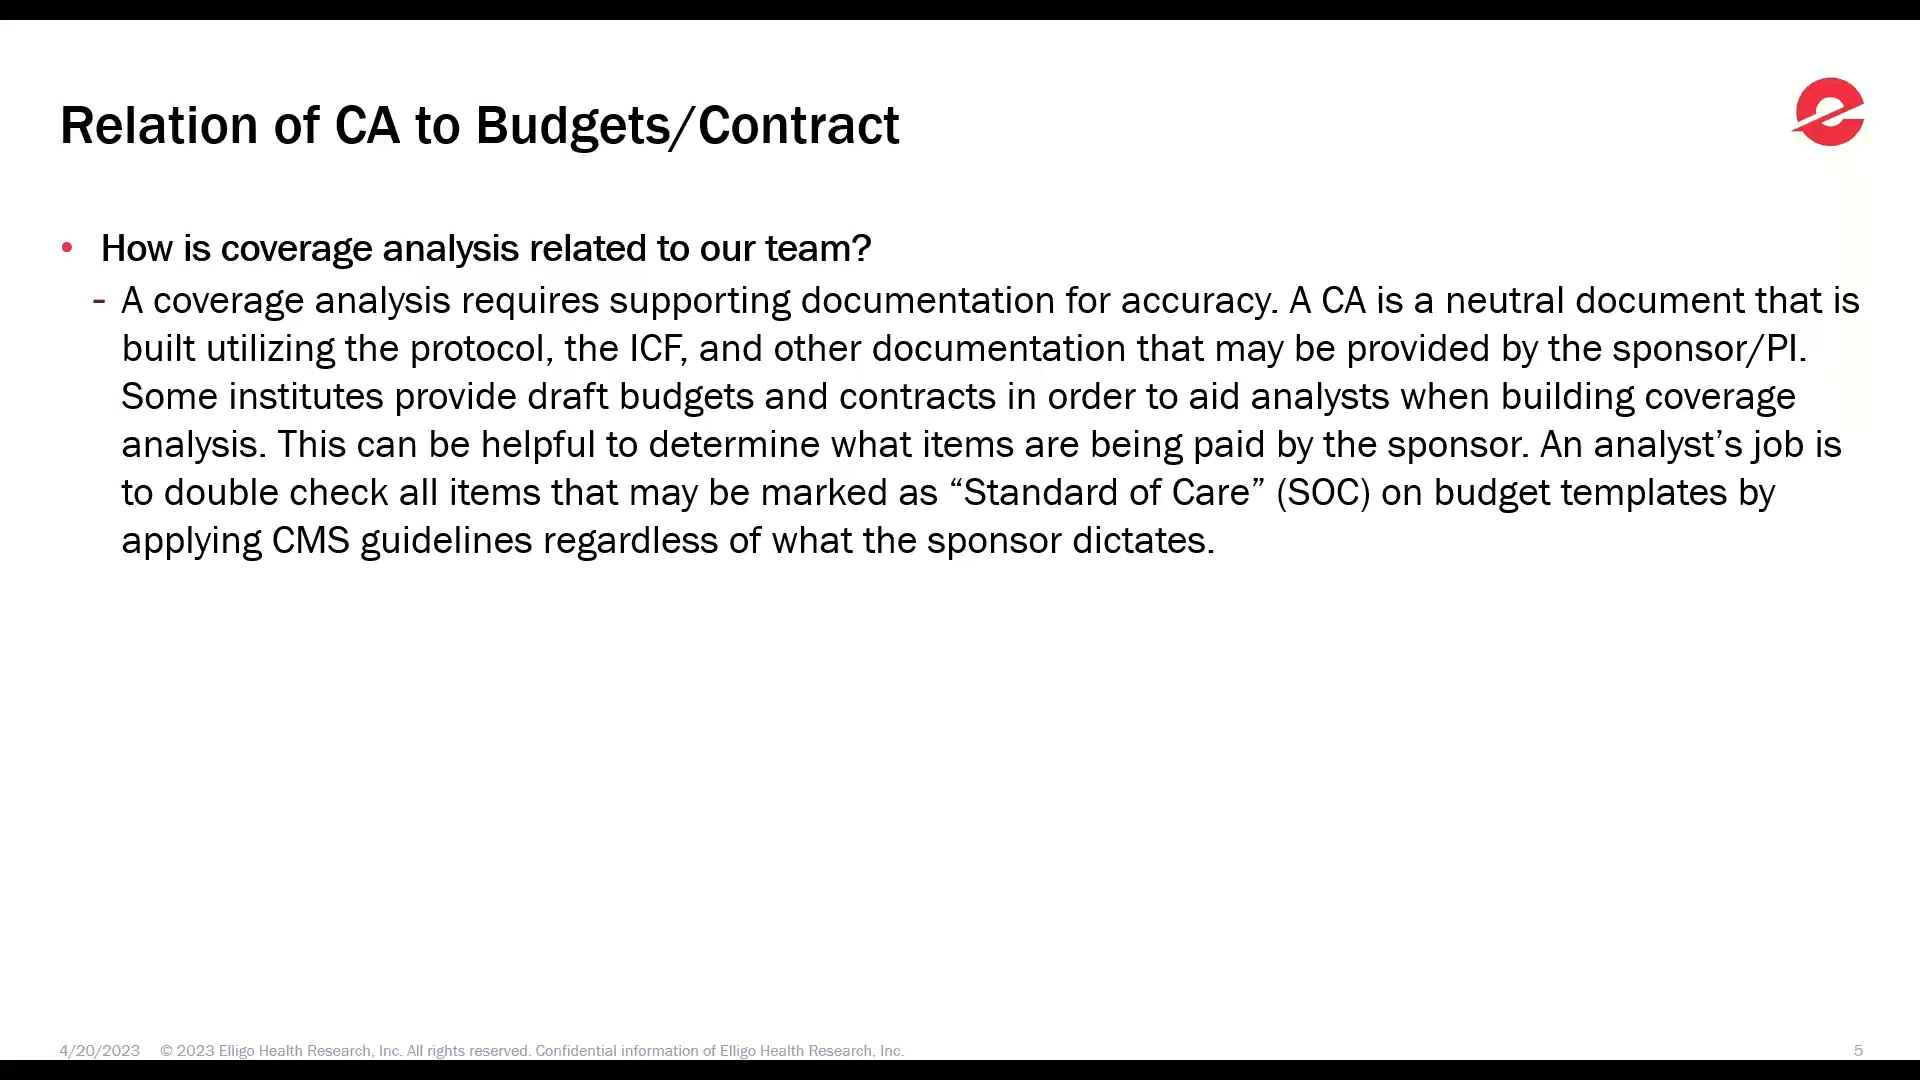 Relation of CA to Budgets/Contract
• How is coverage analysis related to our team?
- A coverage analysis requires supporting documentation for accuracy. A CA is a neutral document that is
built utilizing the protocol, the ICF, and other documentation that may be provided by the sponsor/PI.
Some institutes provide draft budgets and contracts in order to aid analysts when building coverage
analysis. This can be helpful to determine what items are being paid by the sponsor. An analyst’s job is
to double check all items that may be marked as “Standard of Care” (SOC) on budget templates by
applying CMS guidelines regardless of what the sponsor dictates.
4/20/2023 © 2023 Elligo Health Research, Inc. All rights reserved. Confidential information of Elligo Health Research, Inc. 5